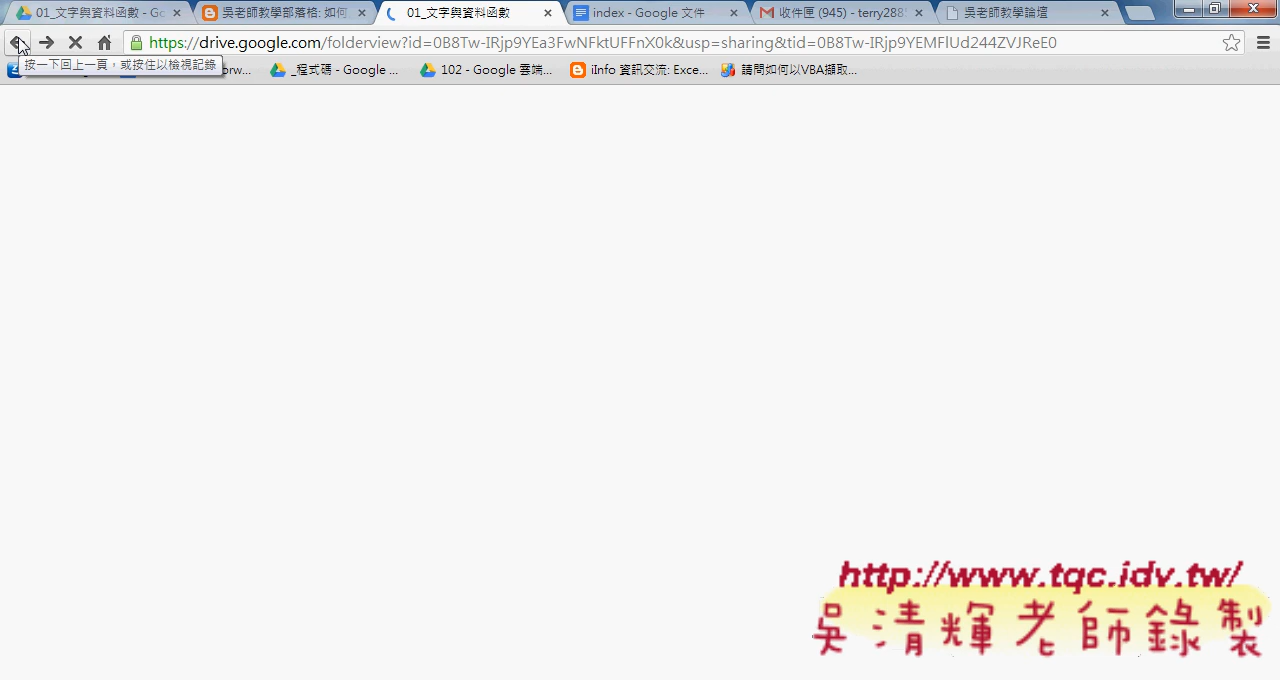 01_文字與資料函數 - Gc
吳老師教學部落格: 如何
01_文字與資料函數
index - Google 文件
收件匣 (945) - terry288
吳老師教學論壇
https://drive.google.com/folderview?id=0B8Tw-IRjp9YEa3FwNFktUFFnX0k&usp=sharing&tid=0B8Tw-IRjp9YEMFlUd244ZVJReE0
按一下回上一頁，或按住以檢視記錄
orw...
_程式碼 - Google ...
102 - Google 雲端...
iInfo 資訊交流: Exce...
請問如何以VBA擷取...
http://www.tqc.idv.tw/
吳清輝老師錄製